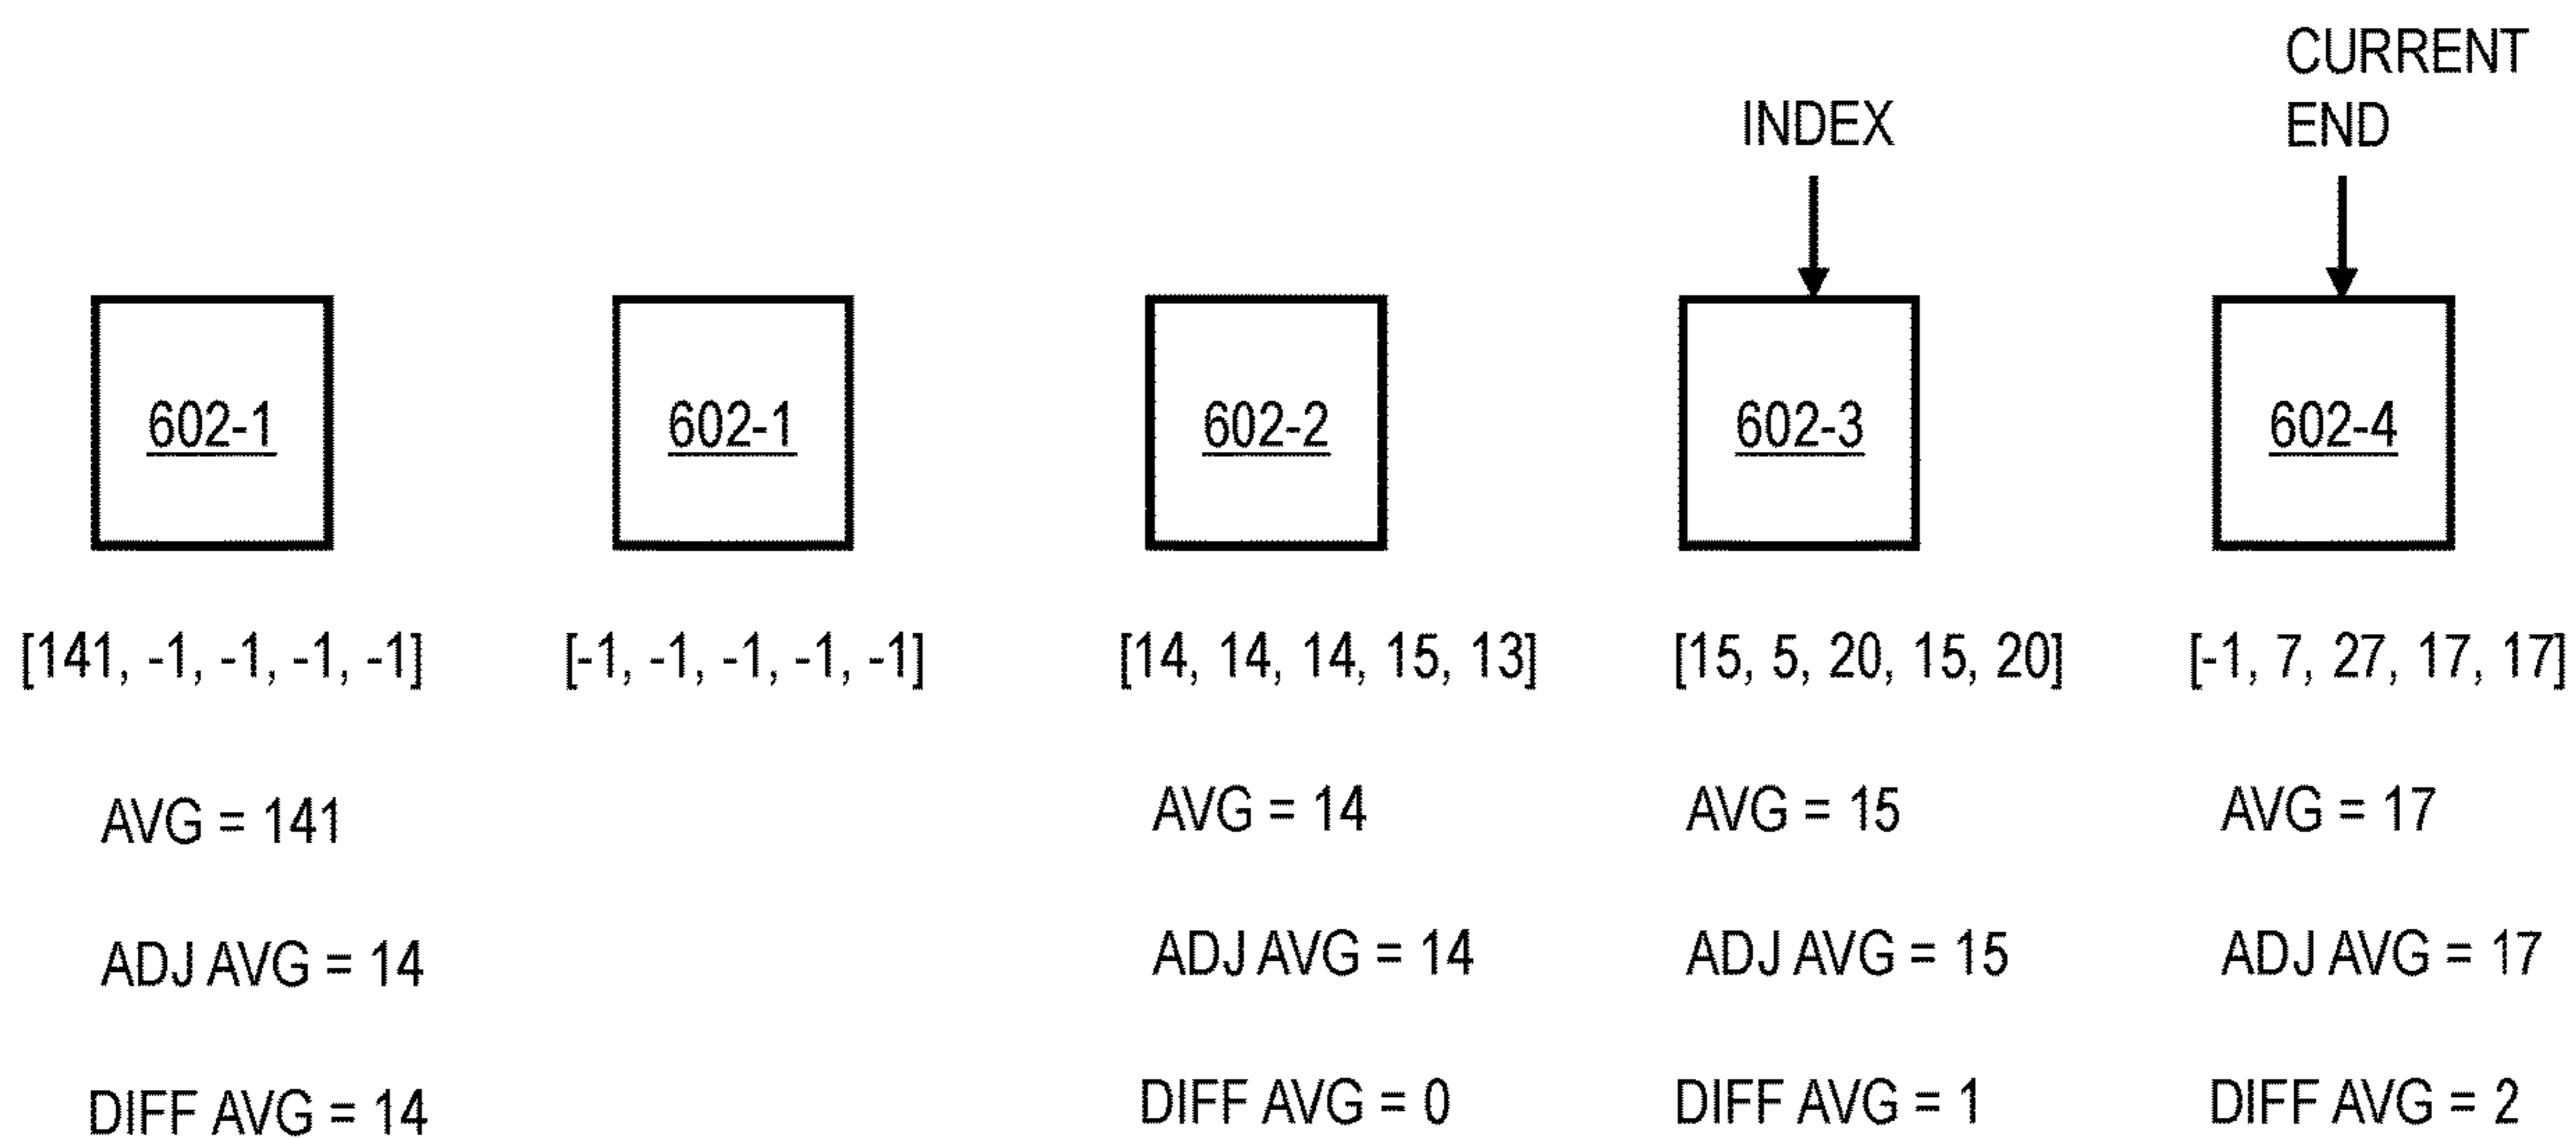 CURRENT
END
INDEX
602-1
602-1
602-2
602-3
602-4
[141, -1, -1, -1, -1]
[-1, -1, -1, -1, -1]
[14, 14, 14, 15, 13]
[15, 5, 20, 15, 20]
[-1, 7, 27, 17, 17]
AVG = 141
AVG = 14
AVG = 15
AVG = 17
ADJ AVG = 14
ADJ AVG = 14
ADJ AVG = 15
ADJ AVG = 17
DIFF AVG = 14
DIFF AVG = 0
DIFF AVG = 1
DIFF AVG = 2